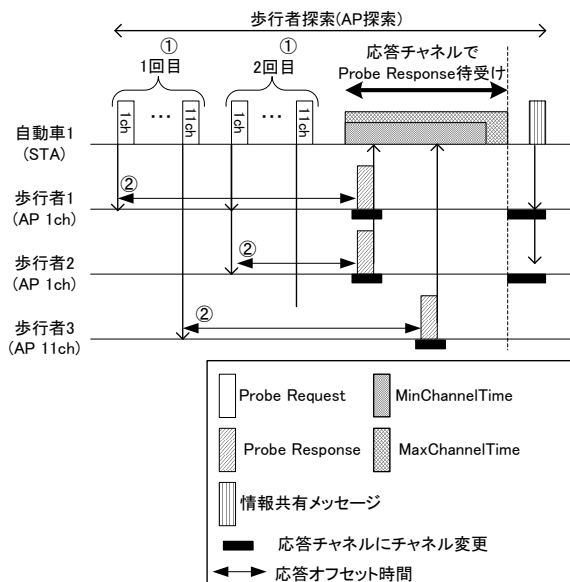 歩行者探索(AP探索)
①
1回目
①
2回目
応答チャネルで
Probe Response待受け
1ch
…
11ch
1ch
…
11ch
自動車1
(STA)
②
歩行者1
(AP 1ch)
②
歩行者2
(AP 1ch)
②
歩行者3
(AP 11ch)
Probe Request
MinChannelTime
Probe Response
MaxChannelTime
情報共有メッセージ
応答チャネルにチャネル変更
応答オフセット時間